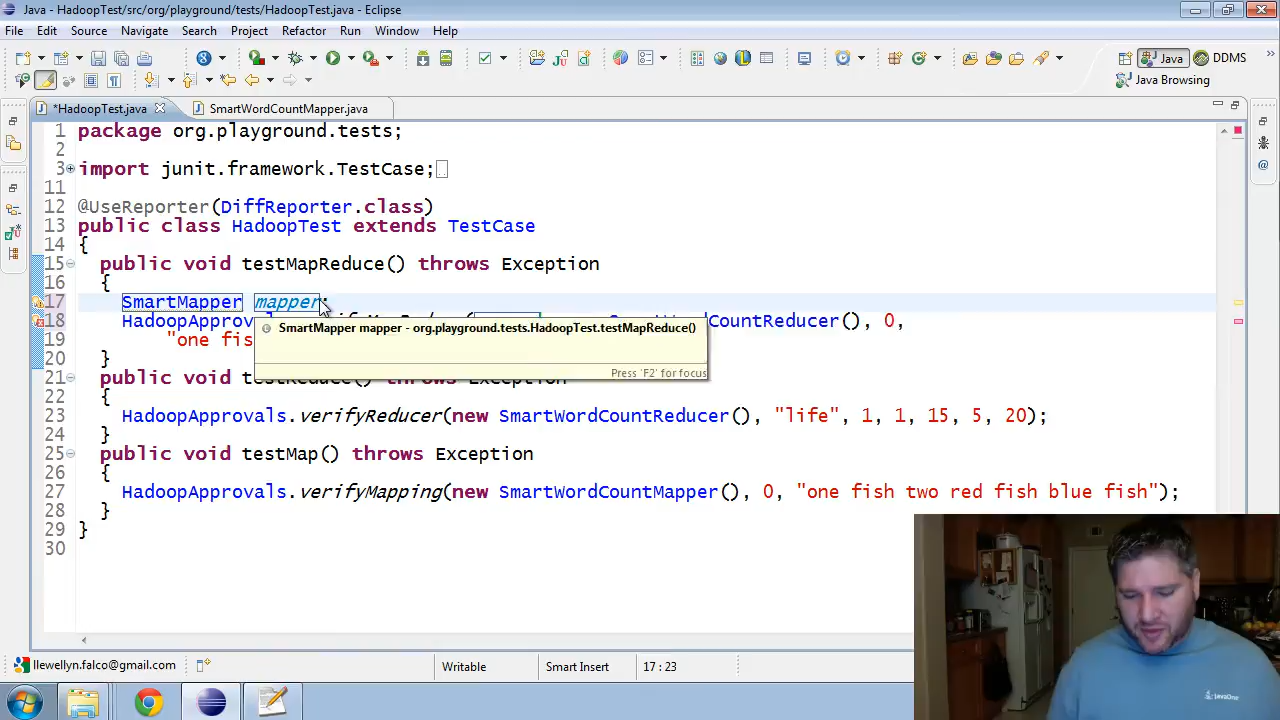 Java - HadoopTest/src/org/playground/tests/HadoopTest.java - Eclipse
File Edit Source Navigate Search Project Refactor Run Window Help
Java DDMS
Java Browsing
*HadoopTest.java SmartWordCountMapper.java
1 package org.playground.tests;
2
3 import junit.framework.TestCase;
11
12 @UseReporter(DiffReporter.class)
13 public class HadoopTest extends TestCase
14 {
15 public void testMapReduce() throws Exception
16 {
17 SmartMapper mapper;
18 HadoopApprovals. WordCountReducer(), 0,
19 "one fis
SmartMapper mapper - org.playground.tests.HadoopTest.testMapReduce()
Press 'F2' for focus
20 }
21 public void testReduce() throws Exception
22 {
23 HadoopApprovals.verifyReducer(new SmartWordCountReducer(), "life", 1, 1, 15, 5, 20);
24 }
25 public void testMap() throws Exception
26 {
27 HadoopApprovals.verifyMapping(new SmartWordCountMapper(), 0, "one fish two red fish blue fish");
28 }
29 }
30
llewellyn.falco@gmail.com Writable Smart Insert 17 : 23
JavaOne